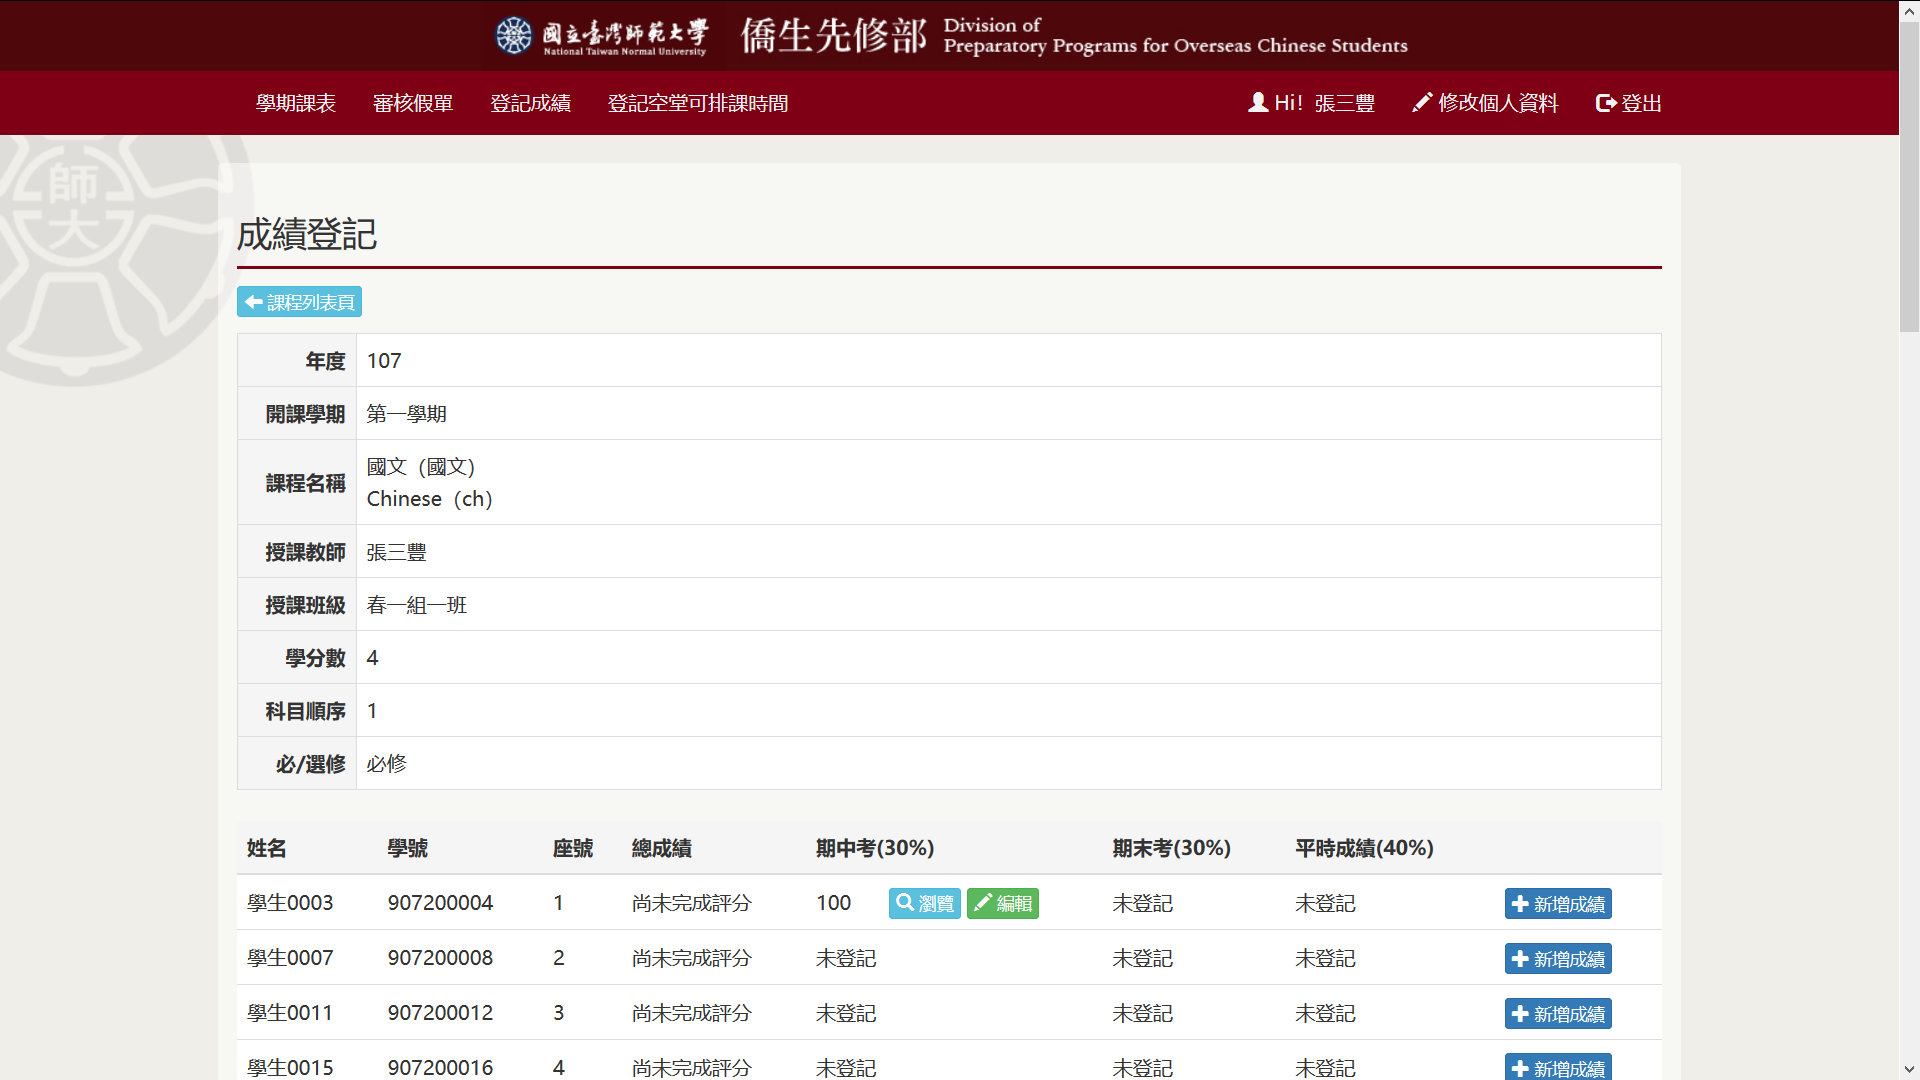 國立臺灣師範大學
National Taiwan Normal University
僑生先修部
Division of
Preparatory Programs for Overseas Chinese Students
學期課表 審核假單 登記成績 登記空堂可排課時間 Hi! 張三豐 修改個人資料 登出
師大
成績登記
課程列表頁
年度 107
開課學期 第一學期
課程名稱 國文（國文）
Chinese（ch）
授課教師 張三豐
授課班級 春一組一班
學分數 4
科目順序 1
必/選修 必修
姓名 學號 座號 總成績 期中考(30%) 期末考(30%) 平時成績(40%)
學生0003 907200004 1 尚未完成評分 100 瀏覽 編輯 未登記 未登記 新增成績
學生0007 907200008 2 尚未完成評分 未登記 未登記 未登記 新增成績
學生0011 907200012 3 尚未完成評分 未登記 未登記 未登記 新增成績
學生0015 907200016 4 尚未完成評分 未登記 未登記 未登記 新增成績